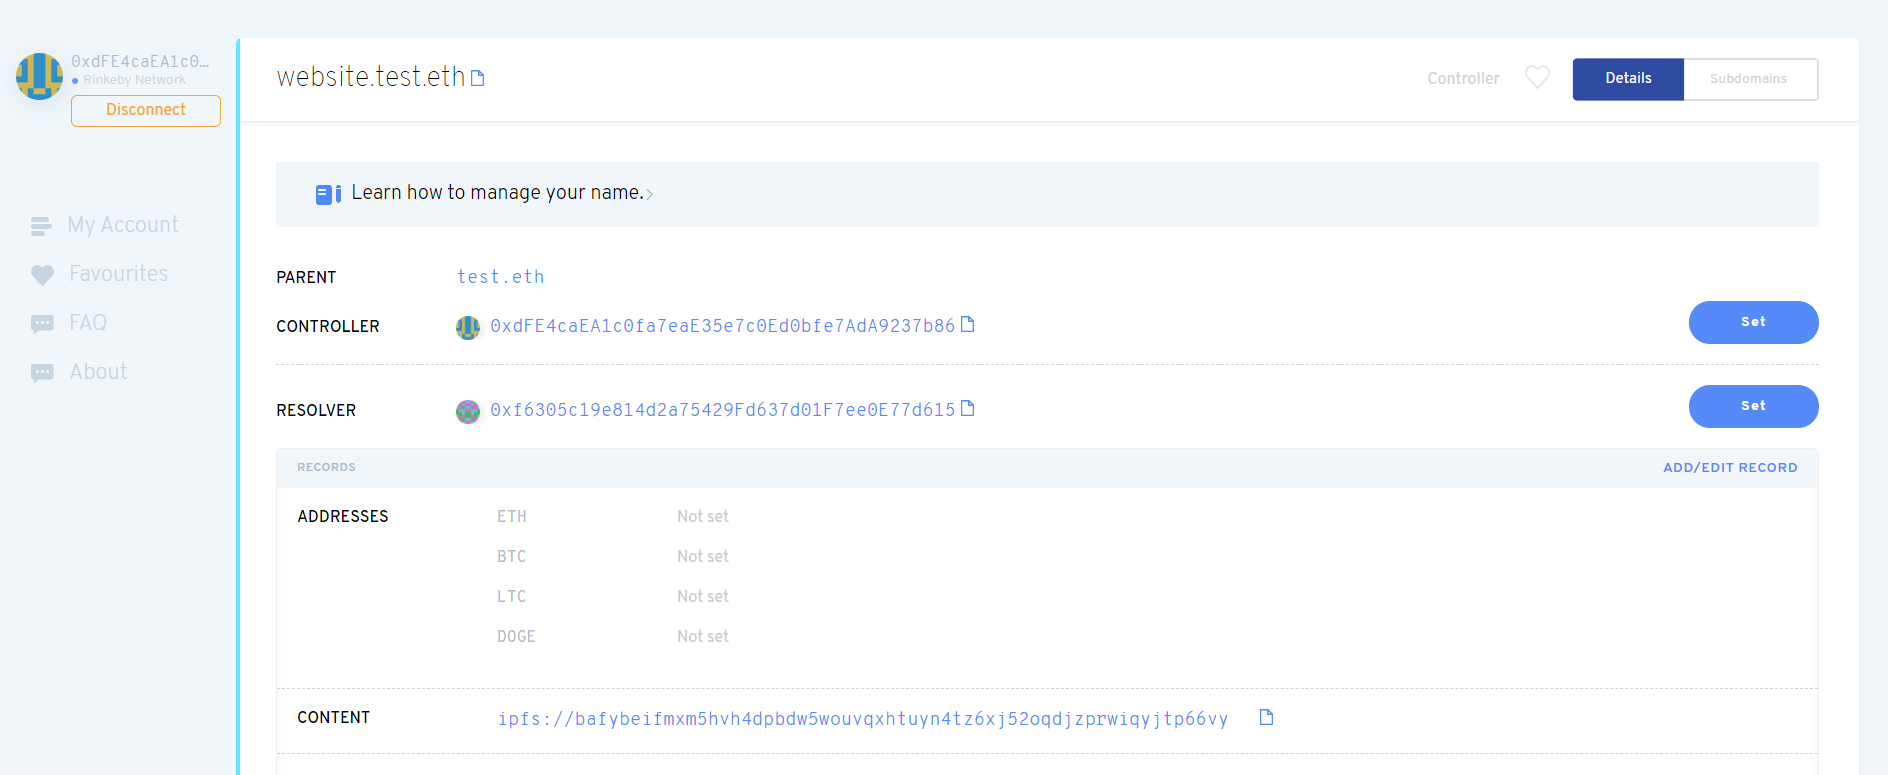 0xdFE4caEA1c0...
Rinkeby Network
Disconnect
My Account
Favourites
FAQ
About
website.test.eth
Controller
Details
Subdomains
Learn how to manage your name.
PARENT test.eth
CONTROLLER 0xdFE4caEA1c0fa7eaE35e7c0Ed0bfe7AdA9237b86 Set
RESOLVER 0xf6305c19e814d2a75429Fd637d01F7ee0E77d615 Set
RECORDS ADD/EDIT RECORD
ADDRESSES ETH Not set
BTC Not set
LTC Not set
DOGE Not set
CONTENT ipfs://bafybeifmxm5hvh4dpbdw5wouvqxhtuyn4tz6xj52oqdjzprwiqyjtp66vy